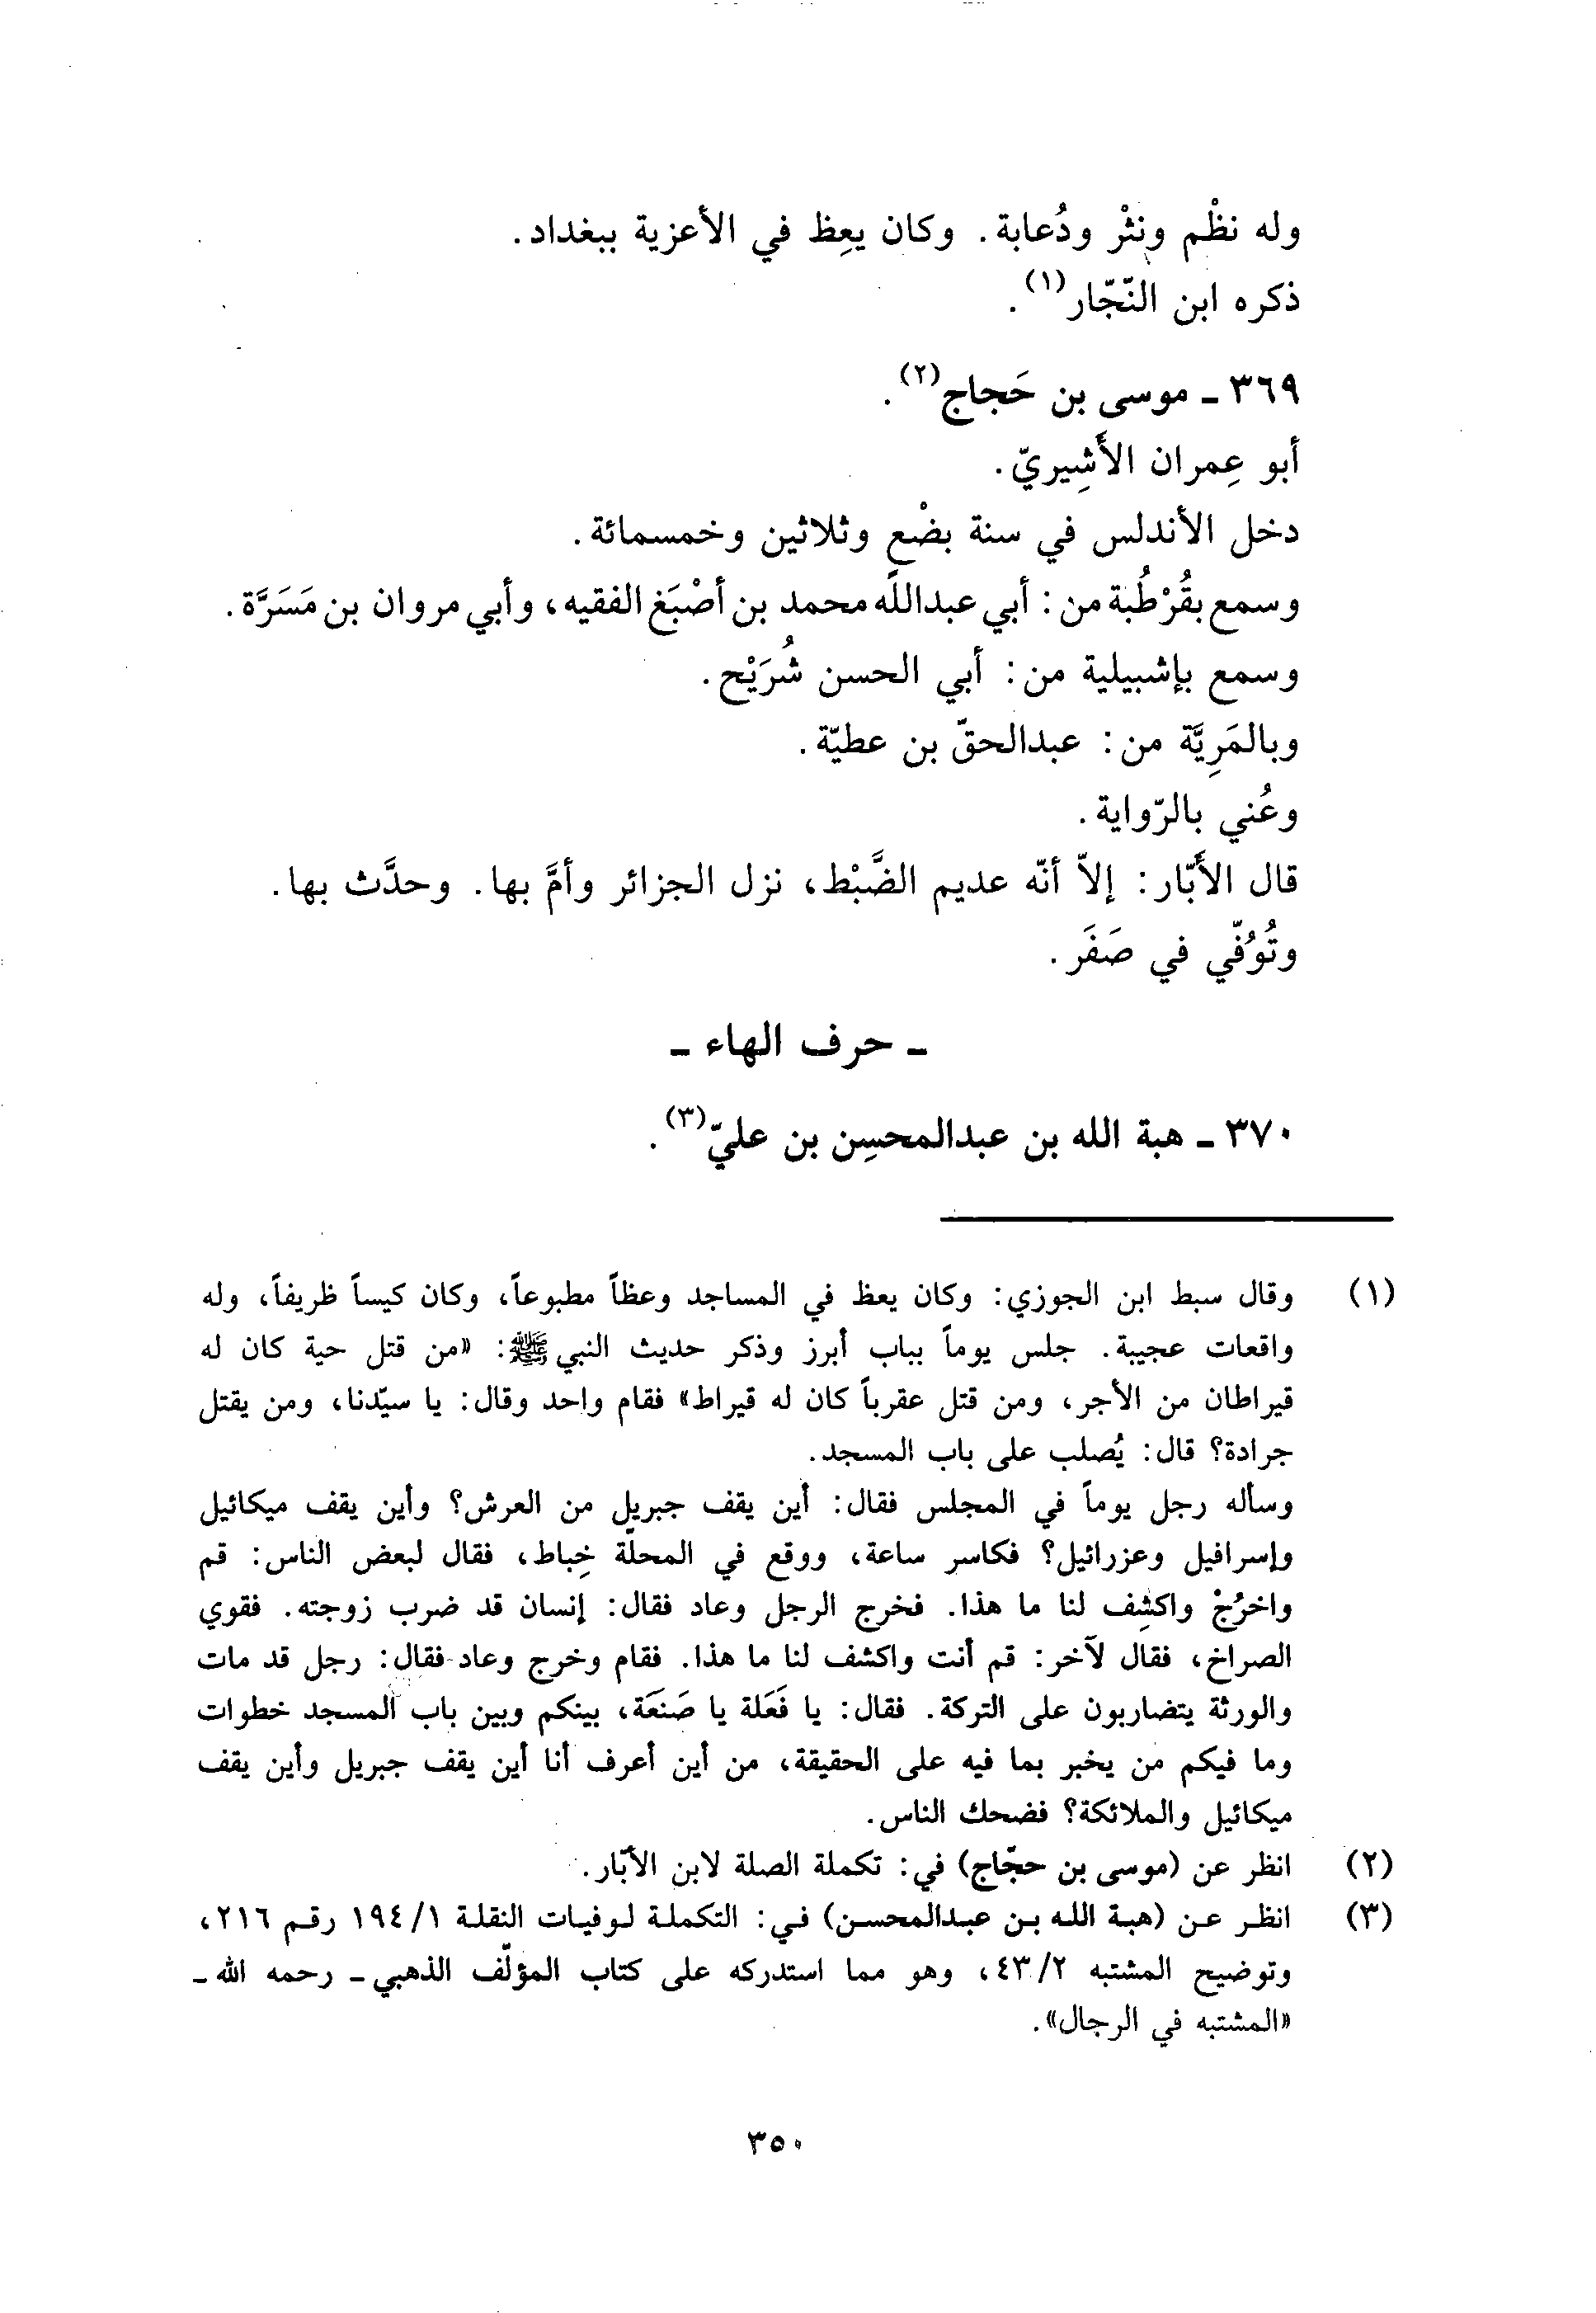 وله نظْم ونثْر ودُعابة. وكان يعِظ في الأعزية ببغداد.
ذكره ابن النّجّار(١).
٣٦٩ ـ موسى بن حَجاج(٢).
أبو عِمران الأَشِيريّ.
دخل الأندلس في سنة بضْع وثلاثين وخمسمائة.
وسمع بقُرْطُبة من: أبي عبداللَّه محمد بن أصْبَغ الفقيه، وأبي مروان بن مَسَرَّة.
وسمع بإشبيلية من: أبي الحسن شُرَيْح.
وبالمَرِيَّة من: عبدالحقّ بن عطيّة.
وعُني بالرّواية.
قال الأَبّار: إلاّ أنّه عديم الضَّبْط، نزل الجزائر وأمَّ بها. وحدَّث بها.
وتُوُفّي في صَفَر.
ـ حرف الهاء ـ
٣٧٠ ـ هبة الله بن عبدالمحسِن بن عليّ(٣).
(١) وقال سبط ابن الجوزي: وكان يعظ في المساجد وعظاً مطبوعاً، وكان كيساً ظريفاً، وله
واقعات عجيبة. جلس يوماً بباب أبرز وذكر حديث النبي ﷺ: «من قتل حية كان له
قيراطان من الأجر، ومن قتل عقرباً كان له قيراط» فقام واحد وقال: يا سيّدنا، ومن يقتل
جرادة؟ قال: يُصلب على باب المسجد.
وسأله رجل يوماً في المجلس فقال: أين يقف جبريل من العرش؟ وأين يقف ميكائيل
وإسرافيل وعزرائيل؟ فكاسر ساعة، ووقع في المحلّة خِباط، فقال لبعض الناس: قم
واخرُجْ واكشِف لنا ما هذا. فخرج الرجل وعاد فقال: إنسان قد ضرب زوجته. فقوي
الصراخ، فقال لآخر: قم أنت واكشف لنا ما هذا. فقام وخرج وعاد فقال: رجل قد مات
والورثة يتضاربون على التركة. فقال: يا فَعَلة يا صَنَعَة، بينكم وبين باب المسجد خطوات
وما فيكم من يخبر بما فيه على الحقيقة، من أين أعرف أنا أين يقف جبريل وأين يقف
ميكائيل والملائكة؟ فضحك الناس.
(٢) انظر عن (موسى بن حجّاج) في: تكملة الصلة لابن الأبّار.
(٣) انظر عن (هبة الله بن عبدالمحسن) في: التكملة لوفيات النقلة ١/ ١٩٤ رقم ٢١٦،
وتوضيح المشتبه ٢/ ٤٣، وهو مما استدركه على كتاب المؤلّف الذهبي ـ رحمه الله ـ
«المشتبه في الرجال».
٣٥٠